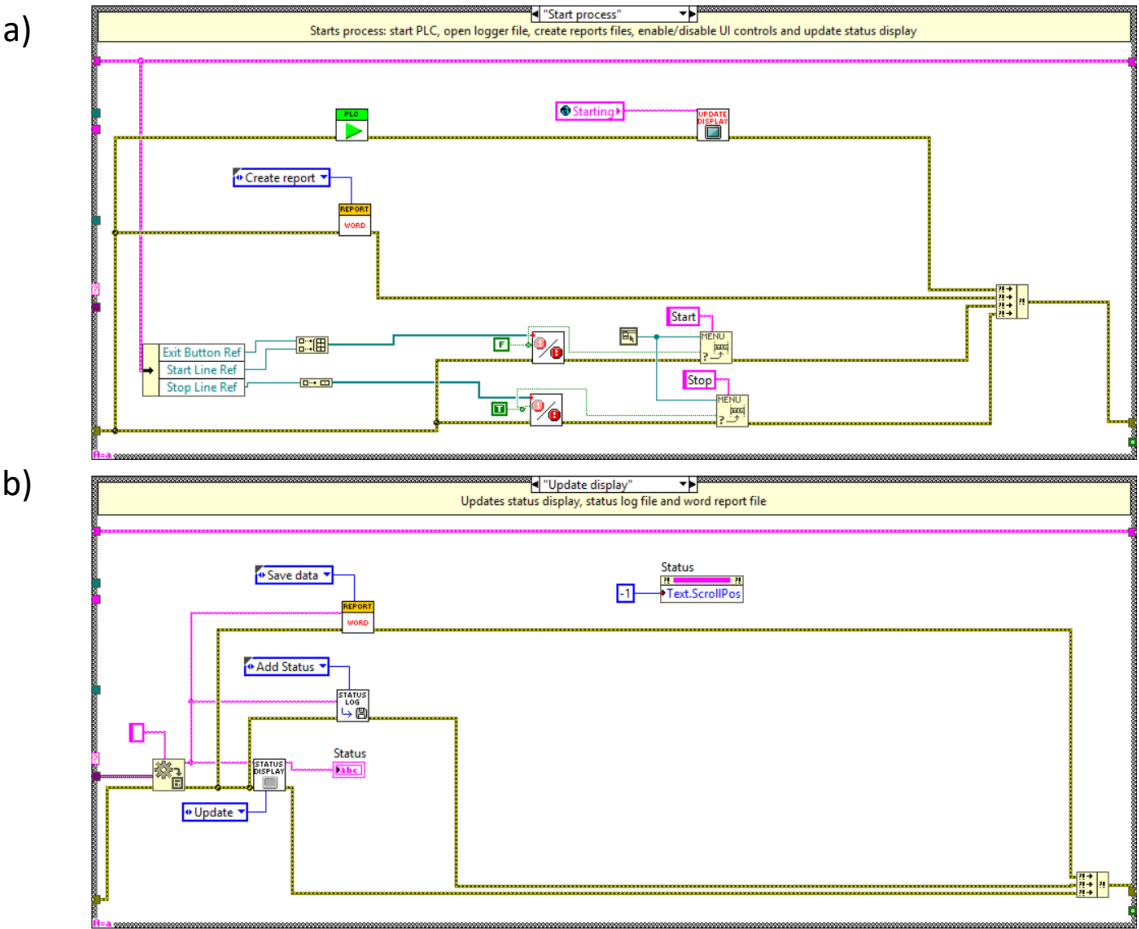 a)
"Start process"
Starts process: start PLC, open logger file, create reports files, enable/disable UI controls and update status display
PLC
Starting
UPDATE
DISPLAY
Create report
REPORT
WORD
Start
Exit Button Ref
Start Line Ref
Stop Line Ref
F
MENU
?
Stop
T
MENU
?
A=a
b)
"Update display"
Updates status display, status log file and word report file
Save data
REPORT
WORD
Status
-1
Text.ScrollPos
Add Status
STATUS
LOG
Status
STATUS
DISPLAY
abc
Update
A=a